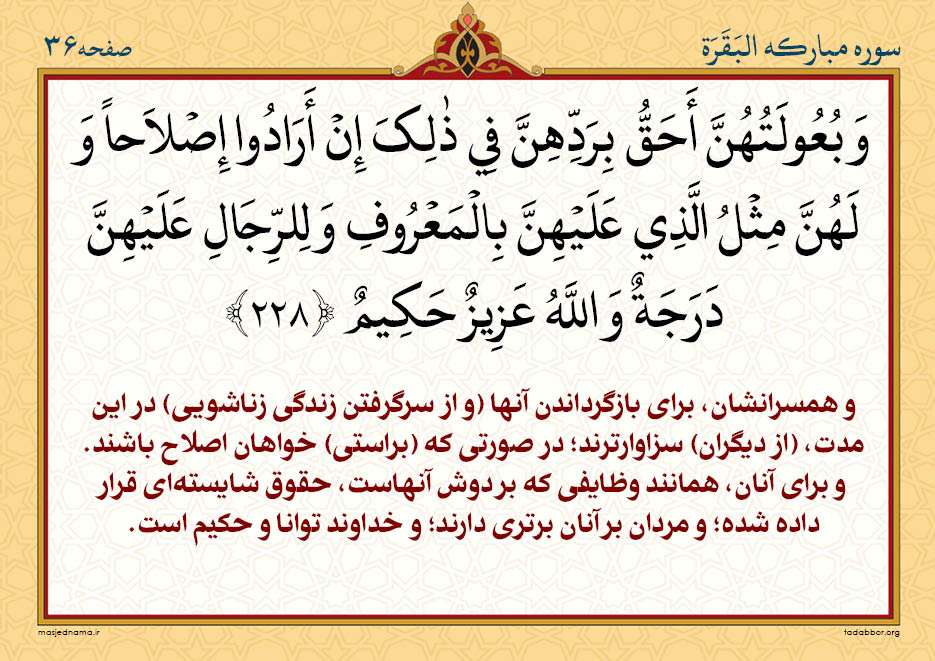 سوره مبارکه البَقَرَة
صفحه۳۶
وَ بُعُولَتُهُنَّ أَحَقُّ بِرَدِّهِنَّ فِي ذٰلِكَ إِنْ أَرَادُوا إِصْلاَحاً وَ
لَهُنَّ مِثْلُ الَّذِي عَلَيْهِنَّ بِالْمَعْرُوفِ وَ لِلرِّجَالِ عَلَيْهِنَّ
دَرَجَةٌ وَ اللَّهُ عَزِيزٌ حَكِيمٌ ﴿٢٢٨﴾
و همسرانشان، برای بازگرداندن آنها (و از سرگرفتن زندگی زناشویی) در این
مدت، (از دیگران) سزاوارترند؛ در صورتی که (براستی) خواهان اصلاح باشند.
و برای آنان، همانند وظایفی که بر دوش آنهاست، حقوق شایسته‌ای قرار
داده شده؛ و مردان بر آنان برتری دارند؛ و خداوند توانا و حکیم است.
masjednama.ir
tadabbor.org